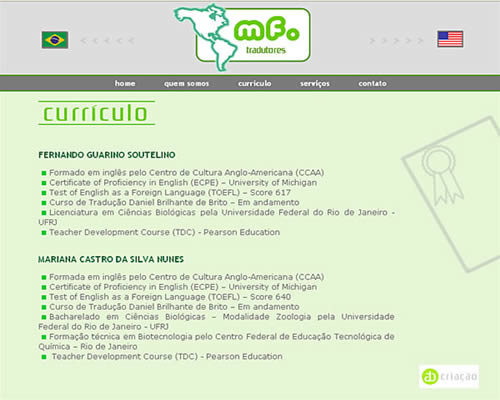 mf.
tradutores
home quem somos currículo serviços contato
currículo
FERNANDO GUARINO SOUTELINO
Formado em inglês pelo Centro de Cultura Anglo-Americana (CCAA)
Certificate of Proficiency in English (ECPE) – University of Michigan
Test of English as a Foreign Language (TOEFL) – Score 617
Curso de Tradução Daniel Brilhante de Brito – Em andamento
Licenciatura em Ciências Biológicas pela Universidade Federal do Rio de Janeiro -
UFRJ
Teacher Development Course (TDC) - Pearson Education
MARIANA CASTRO DA SILVA NUNES
Formada em inglês pelo Centro de Cultura Anglo-Americana (CCAA)
Certificate of Proficiency in English (ECPE) – University of Michigan
Test of English as a Foreign Language (TOEFL) – Score 640
Curso de Tradução Daniel Brilhante de Brito – Em andamento
Bacharelado em Ciências Biológicas – Modalidade Zoologia pela Universidade
Federal do Rio de Janeiro - UFRJ
Formação técnica em Biotecnologia pelo Centro Federal de Educação Tecnológica de
Química – Rio de Janeiro
Teacher Development Course (TDC) - Pearson Education
ab criação